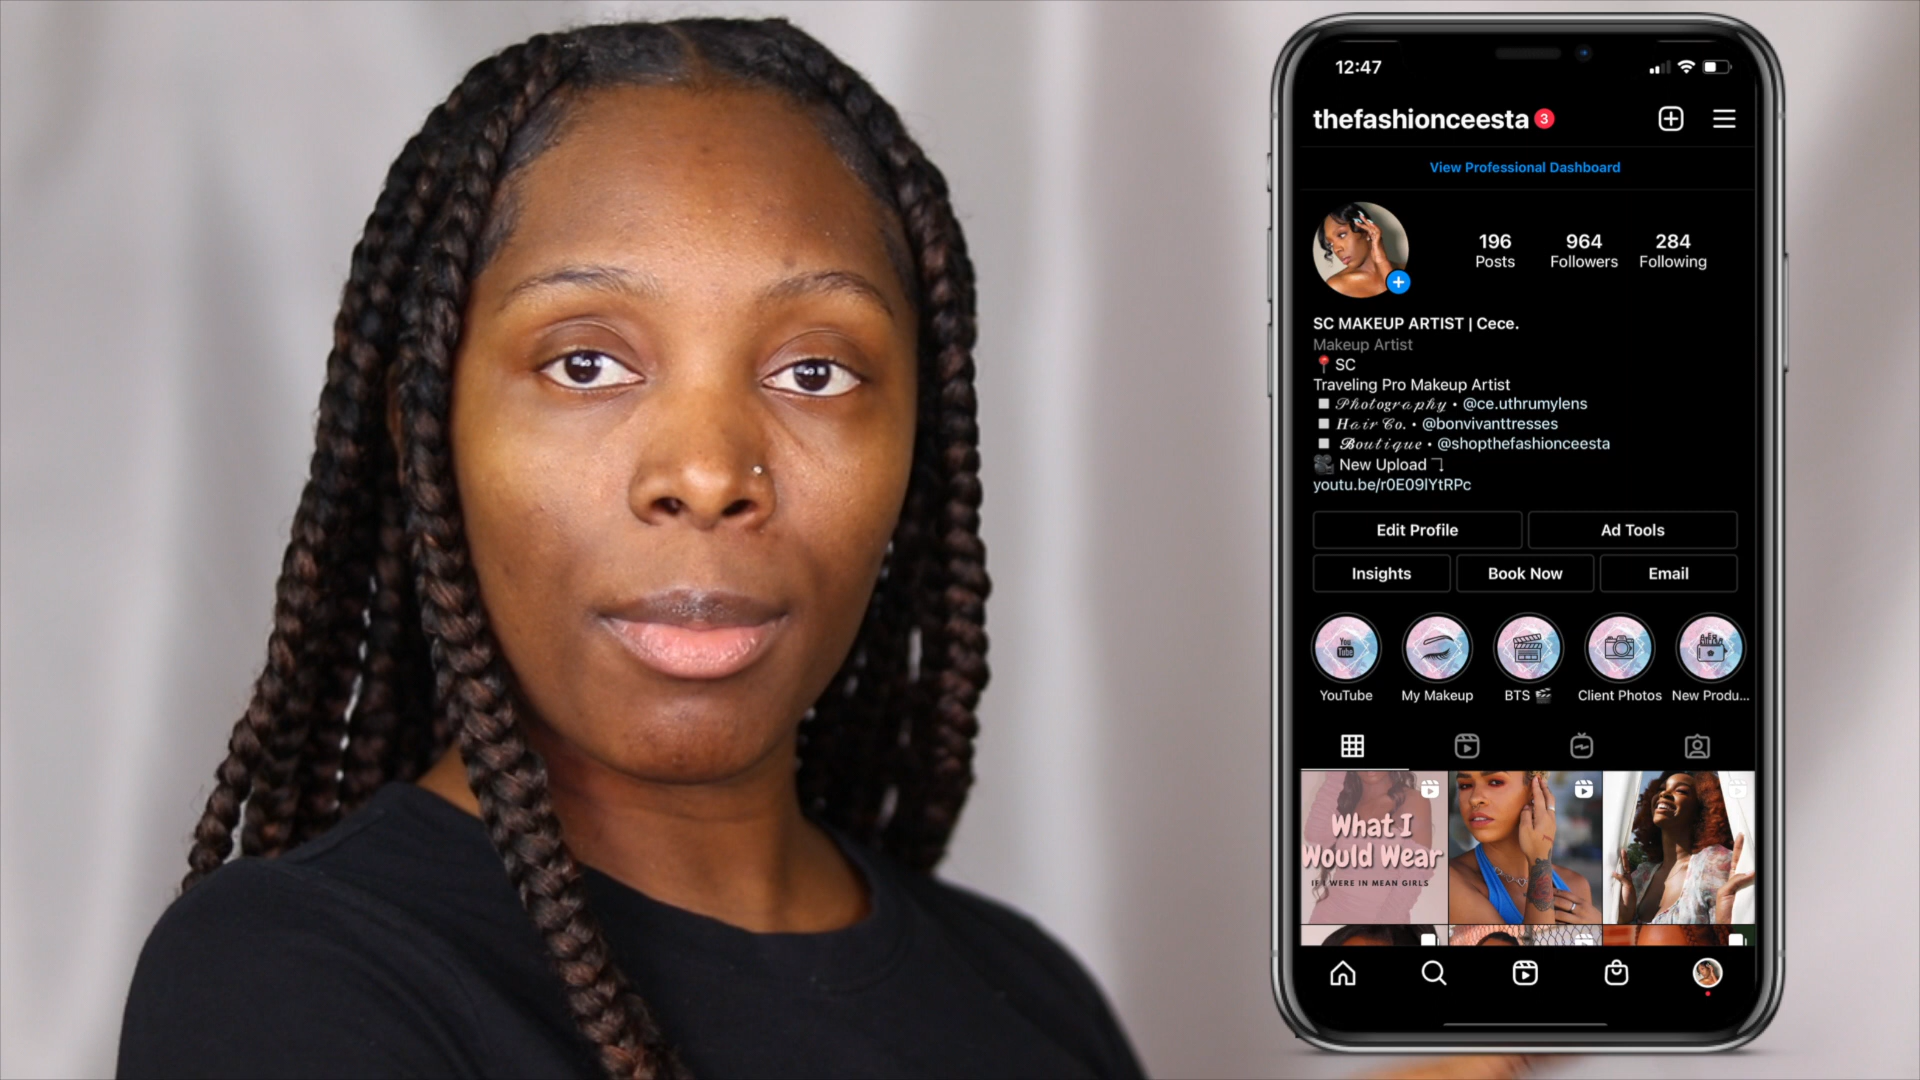 12:47
thefashionceesta 3
View Professional Dashboard
196 964 284
Posts Followers Following
SC MAKEUP ARTIST | Cece.
Makeup Artist
📍 SC
Traveling Pro Makeup Artist
◻️ 𝒫𝒽𝑜𝓉𝑜𝑔𝓇𝒶𝓅𝒽𝓎 • @ce.uthrumylens
◻️ 𝐻𝒶𝒾𝓇 𝒞𝑜. • @bonvivanttresses
◻️ 𝐵𝑜𝓊𝓉𝒾𝓆𝓊𝑒 • @shopthefashionceesta
🎥 New Upload ⤵
youtu.be/r0E09lYtRPc
Edit Profile Ad Tools
Insights Book Now Email
You
Tube
YouTube My Makeup BTS 🎬 Client Photos New Produ...
What I
Would Wear
IF I WERE IN MEAN GIRLS